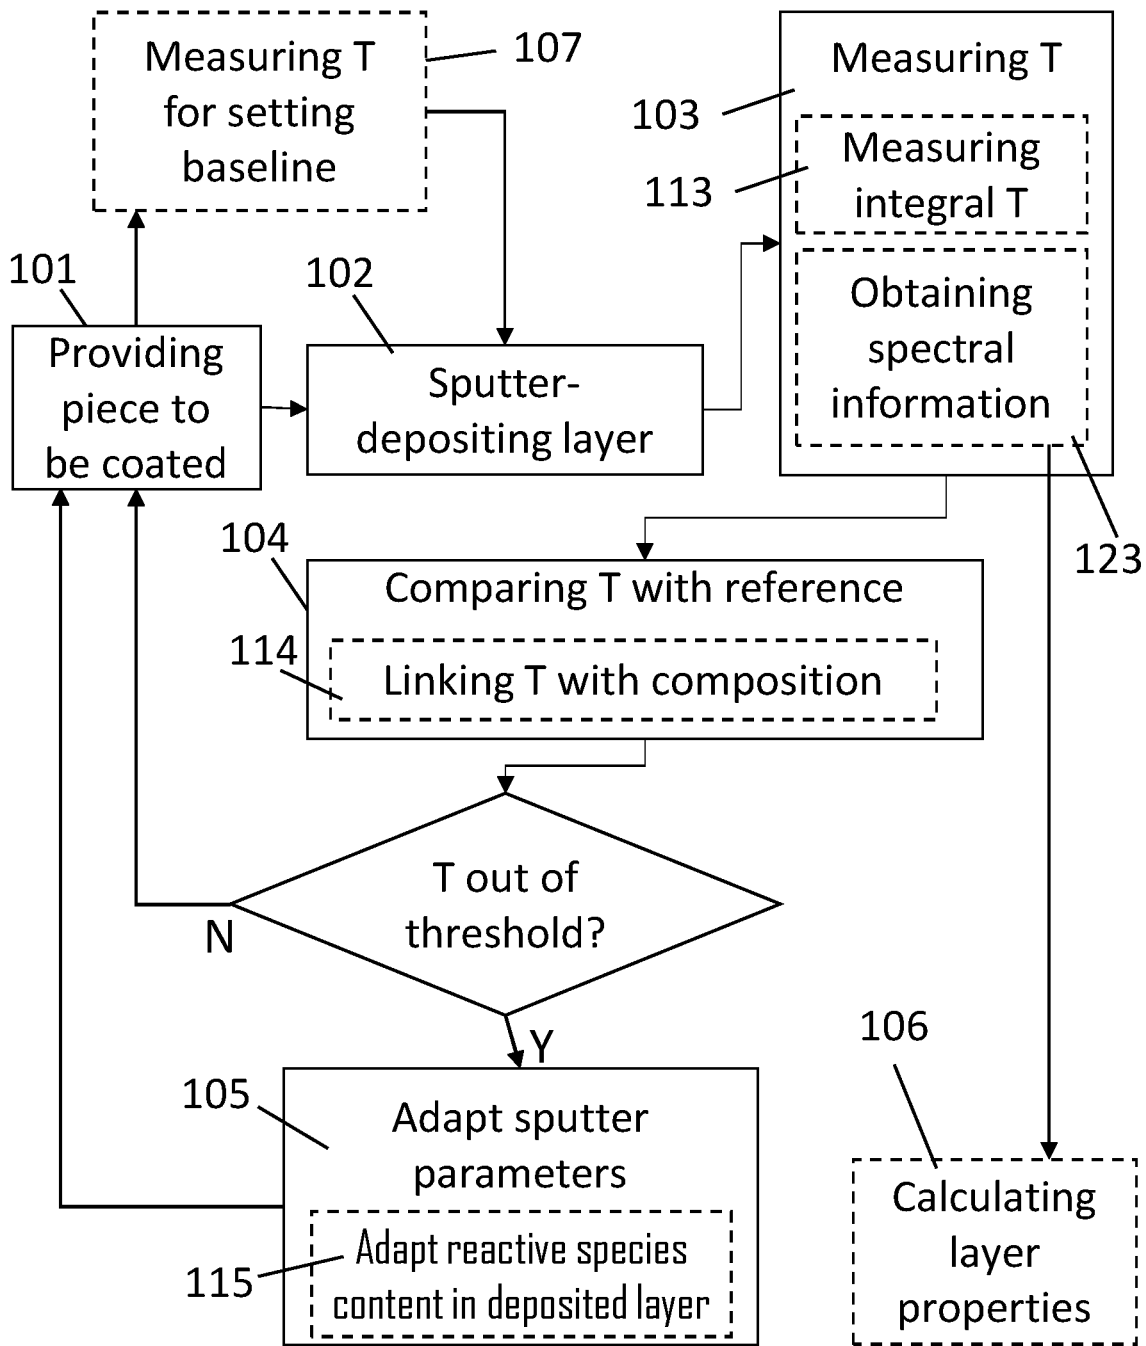 Measuring T
for setting
baseline
107
Measuring T
103
Measuring
integral T
113
101
102
Obtaining
spectral
information
Providing
piece to
be coated
Sputter-
depositing layer
123
104
Comparing T with reference
114
Linking T with composition
T out of
threshold?
N
Y
106
105
Adapt sputter
parameters
Calculating
layer
properties
115
Adapt reactive species
content in deposited layer